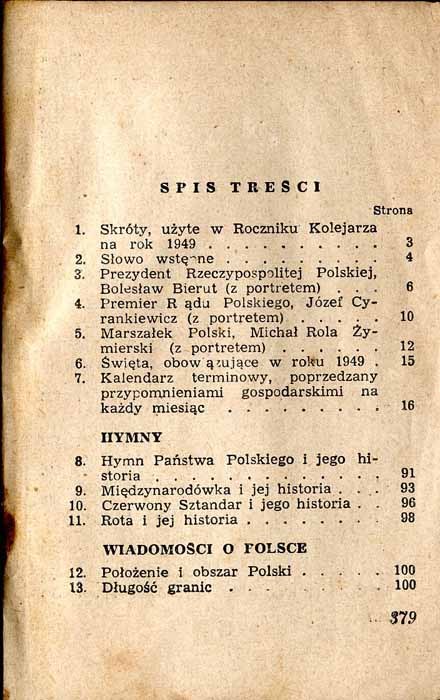 SPIS TREŚCI
Strona
1. Skróty, użyte w Roczniku Kolejarza
na rok 1949 . . . . . . . . . . 3
2. Słowo wstęne . . . . . . . . . . 4
3. Prezydent Rzeczypospolitej Polskiej,
Bolesław Bierut (z portretem) . . . 6
4. Premier R ądu Polskiego, Józef Cy-
rankiewicz (z portretem) . . . . . 10
5. Marszałek Polski, Michał Rola Ży-
mierski (z portretem) . . . . . . 12
6. Święta, obow ązujące w roku 1949 . 15
7. Kalendarz terminowy, poprzedzany
przypomnieniami gospodarskimi na
każdy miesiąc . . . . . . . . . 16
HYMNY
8. Hymn Państwa Polskiego i jego hi-
storia . . . . . . . . . . . . . 91
9. Międzynarodówka i jej historia . . . 93
10. Czerwony Sztandar i jego historia . 96
11. Rota i jej historia . . . . . . . 98
WIADOMOŚCI O POLSCE
12. Położenie i obszar Polski . . . . . 100
13. Długość granic . . . . . . . . . 100
379